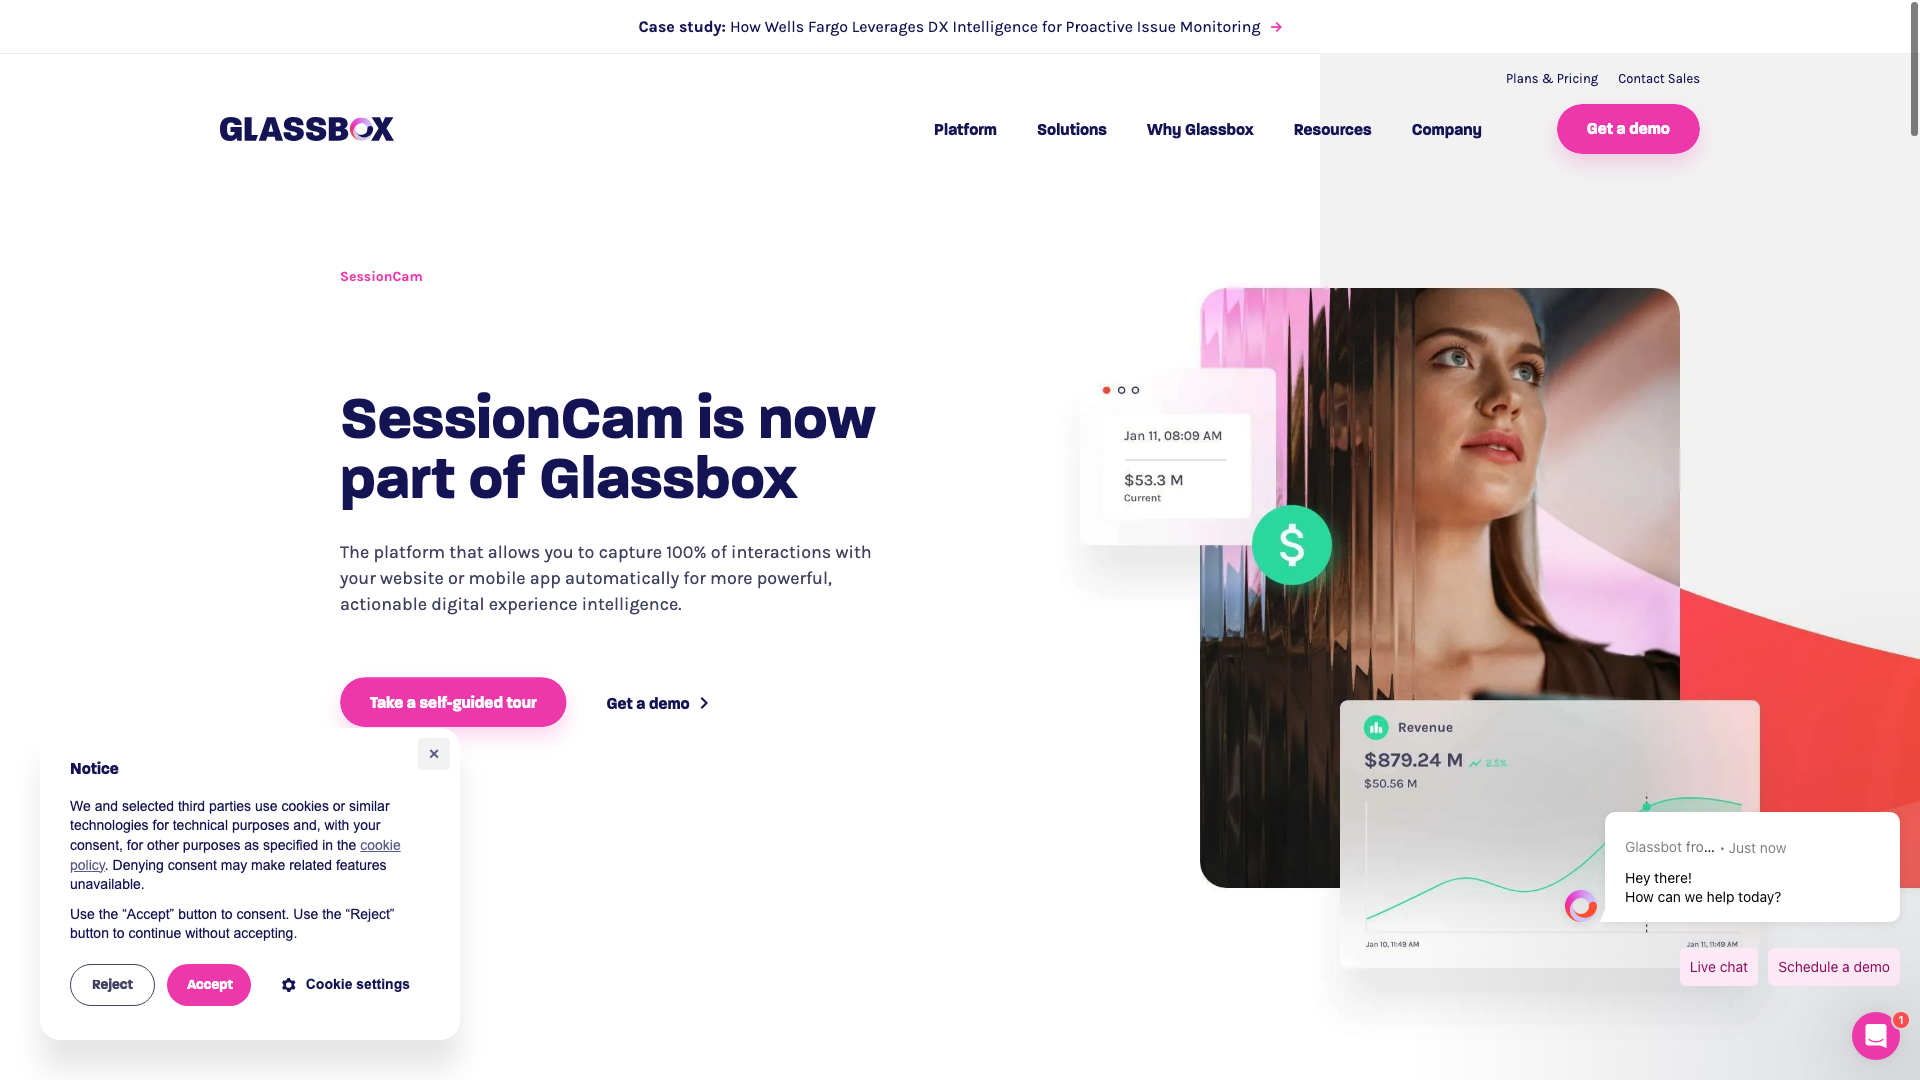 Case study: How Wells Fargo Leverages DX Intelligence for Proactive Issue Monitoring →
Plans & Pricing Contact Sales
GLASSBOX
Platform Solutions Why Glassbox Resources Company Get a demo
SessionCam
SessionCam is now
part of Glassbox
The platform that allows you to capture 100% of interactions with
your website or mobile app automatically for more powerful,
actionable digital experience intelligence.
Take a self-guided tour Get a demo
Jan 11, 08:09 AM
$53.3 M
Current
$
Revenue
$879.24 M 2.5%
$50.56 M
Jan 10, 11:49 AM Jan 11, 11:49 AM
Notice
We and selected third parties use cookies or similar
technologies for technical purposes and, with your
consent, for other purposes as specified in the cookie
policy. Denying consent may make related features
unavailable.
Use the “Accept” button to consent. Use the “Reject”
button to continue without accepting.
Reject Accept Cookie settings
Glassbot fro... • Just now
Hey there!
How can we help today?
Live chat Schedule a demo
1